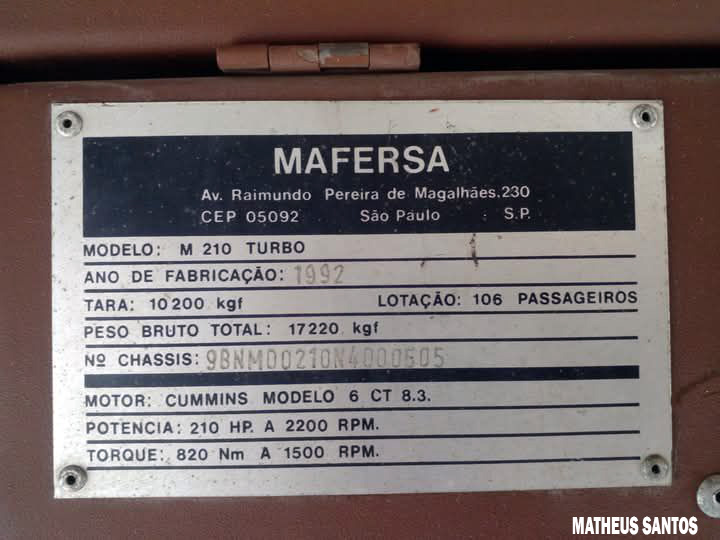 MAFERSA
Av. Raimundo Pereira de Magalhães,230
CEP 05092 São Paulo S.P.
MODELO: M 210 TURBO
ANO DE FABRICAÇÃO: 1992
TARA: 10200 kgf LOTAÇÃO: 106 PASSAGEIROS
PESO BRUTO TOTAL: 17220 kgf
Nº CHASSIS:
MOTOR: CUMMINS MODELO 6 CT 8.3.
POTENCIA: 210 HP. A 2200 RPM.
TORQUE: 820 Nm A 1500 RPM.
MATHEUS SANTOS